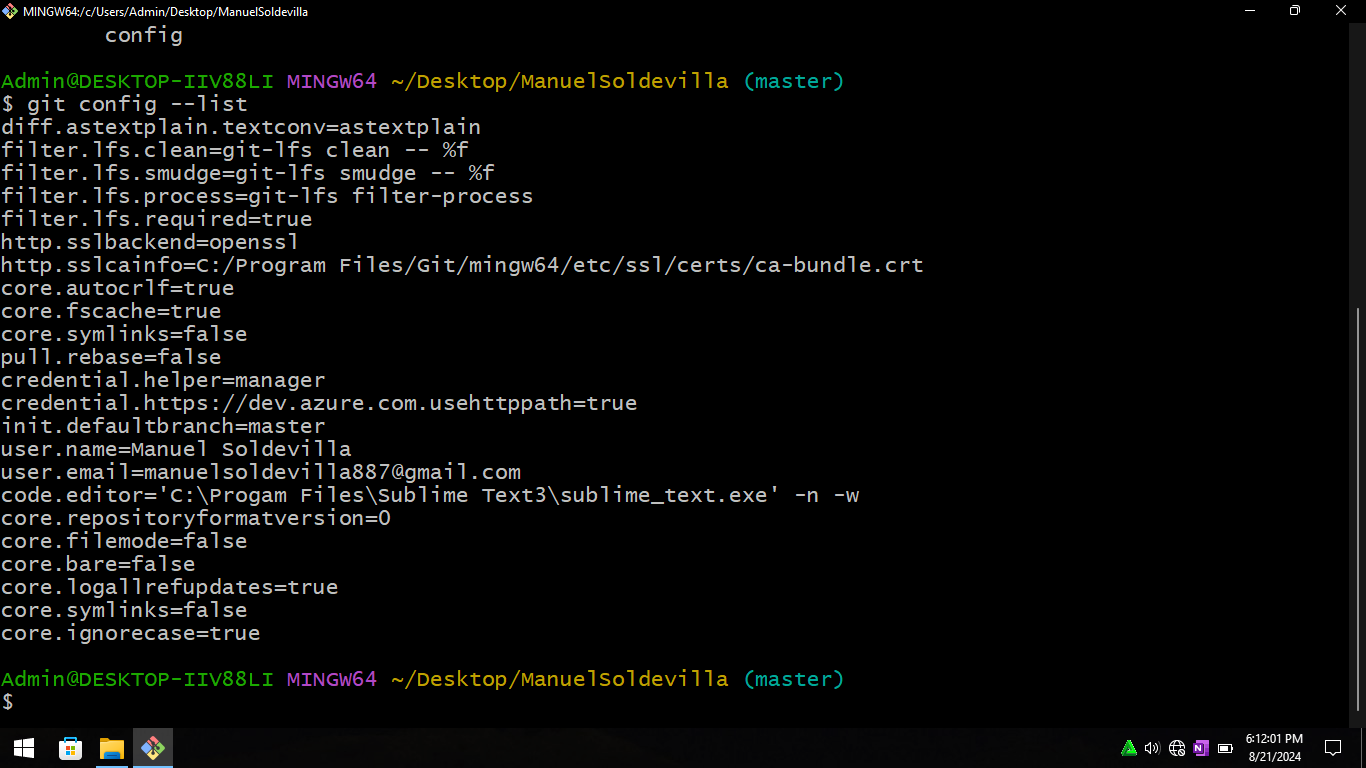 MINGW64:/c/Users/Admin/Desktop/ManuelSoldevilla
config
Admin@DESKTOP-IIV88LI MINGW64 ~/Desktop/ManuelSoldevilla (master)
$ git config --list
diff.astextplain.textconv=astextplain
filter.lfs.clean=git-lfs clean -- %f
filter.lfs.smudge=git-lfs smudge -- %f
filter.lfs.process=git-lfs filter-process
filter.lfs.required=true
http.sslbackend=openssl
http.sslcainfo=C:/Program Files/Git/mingw64/etc/ssl/certs/ca-bundle.crt
core.autocrlf=true
core.fscache=true
core.symlinks=false
pull.rebase=false
credential.helper=manager
credential.https://dev.azure.com.usehttppath=true
init.defaultbranch=master
user.name=Manuel Soldevilla
user.email=manuelsoldevilla887@gmail.com
code.editor='C:\Progam Files\Sublime Text3\sublime_text.exe' -n -w
core.repositoryformatversion=0
core.filemode=false
core.bare=false
core.logallrefupdates=true
core.symlinks=false
core.ignorecase=true
Admin@DESKTOP-IIV88LI MINGW64 ~/Desktop/ManuelSoldevilla (master)
$
N
6:12:01 PM
8/21/2024